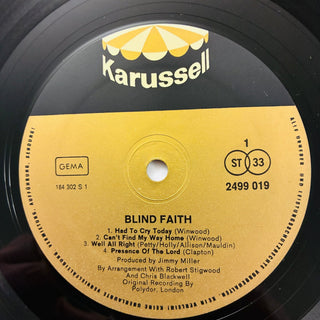 Karussell
GEMA
184 302 S 1
1
ST 33
2499 019
BLIND FAITH
1. Had To Cry Today (Winwood)
2. Can't Find My Way Home (Winwood)
3. Well All Right (Petty/Holly/Allison/Mauldin)
4. Presence Of The Lord (Clapton)
Produced by Jimmy Miller
By Arrangement With Robert Stigwood
And Chris Blackwell
Original Recording By
Polydor, London